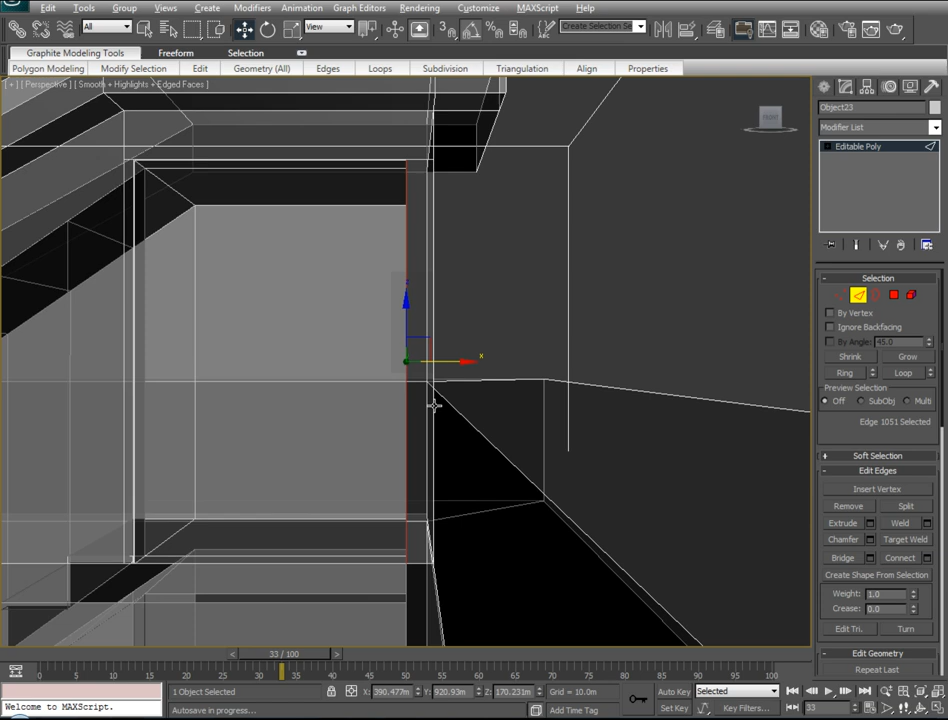 Edit Tools Group Views Create Modifiers Animation Graph Editors Rendering Customize MAXScript Help
All View 3 Create Selection Se
Graphite Modeling Tools Freeform Selection
Polygon Modeling Modify Selection Edit Geometry (All) Edges Loops Subdivision Triangulation Align Properties
[ + ] [ Perspective ] [ Smooth + Highlights + Edged Faces ]
FRONT
Object23
Modifier List
Editable Poly
Selection
By Vertex
Ignore Backfacing
By Angle: 45.0
Shrink Grow
Ring Loop
Preview Selection
Off SubObj Multi
Edge 1051 Selected
Soft Selection
Edit Edges
Insert Vertex
Remove Split
Extrude Weld
Chamfer Target Weld
Bridge Connect
Create Shape From Selection
Weight: 1.0
Crease: 0.0
Edit Tri. Turn
Edit Geometry
Repeat Last
z
x
< 33 / 100 >
0 5 10 15 20 25 30 35 40 45 50 55 60 65 70 75 80 85 90 95 100
1 Object Selected X: 390.477m Y: 920.93m Z: 170.231m Grid = 10.0m Auto Key Selected
Welcome to MAXScript. Autosave in progress... Add Time Tag Set Key Key Filters... 33